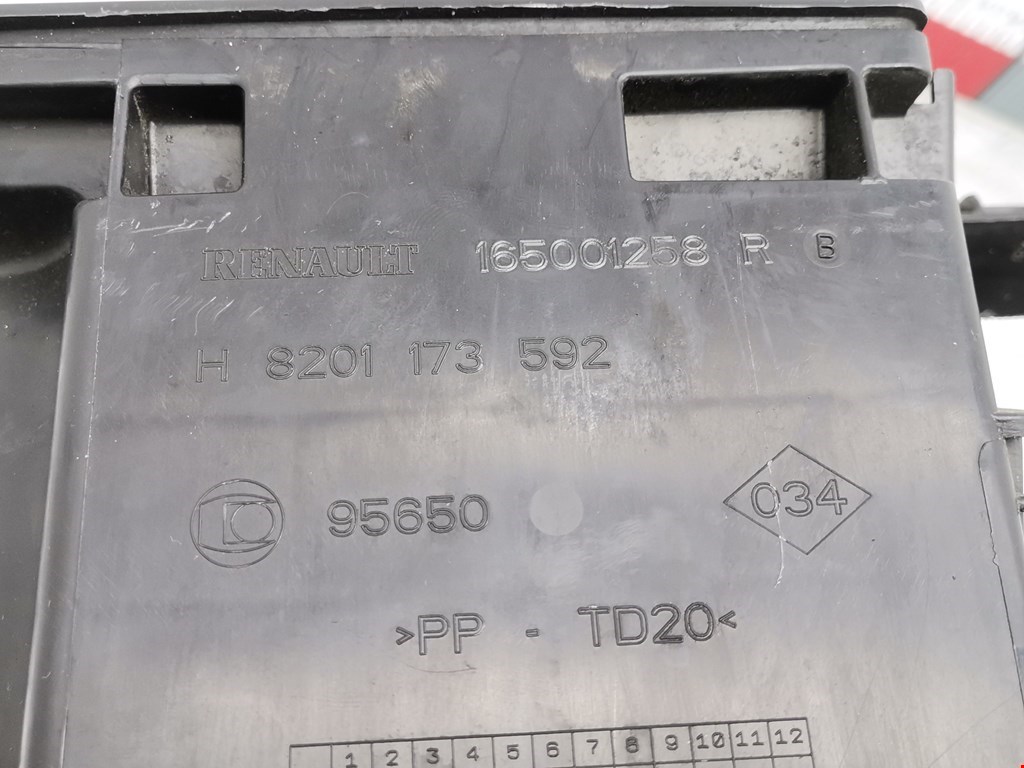 RENAULT 165001258 R B
H 8201 173 592
95650 034
>PP - TD20<
1 2 3 4 5 6 7 8 9 10 11 12